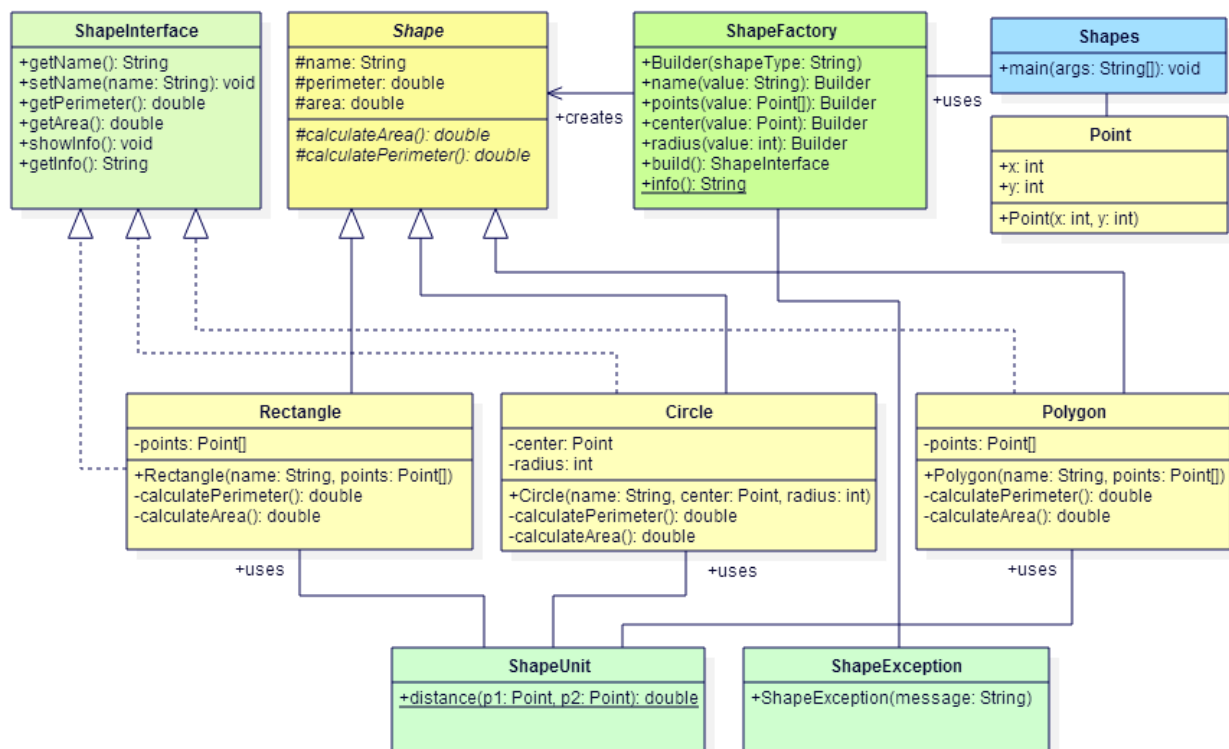 ShapeInterface
+getName(): String
+setName(name: String): void
+getPerimeter(): double
+getArea(): double
+showInfo(): void
+getInfo(): String
Shape
#name: String
#perimeter: double
#area: double
#calculateArea(): double
#calculatePerimeter(): double
+creates
ShapeFactory
+Builder(shapeType: String)
+name(value: String): Builder
+points(value: Point[]): Builder
+center(value: Point): Builder
+radius(value: int): Builder
+build(): ShapeInterface
+info(): String
+uses
Shapes
+main(args: String[]): void
Point
+x: int
+y: int
+Point(x: int, y: int)
Rectangle
-points: Point[]
+Rectangle(name: String, points: Point[])
-calculatePerimeter(): double
-calculateArea(): double
+uses
Circle
-center: Point
-radius: int
+Circle(name: String, center: Point, radius: int)
-calculatePerimeter(): double
-calculateArea(): double
+uses
Polygon
-points: Point[]
+Polygon(name: String, points: Point[])
-calculatePerimeter(): double
-calculateArea(): double
+uses
ShapeUnit
+distance(p1: Point, p2: Point): double
ShapeException
+ShapeException(message: String)